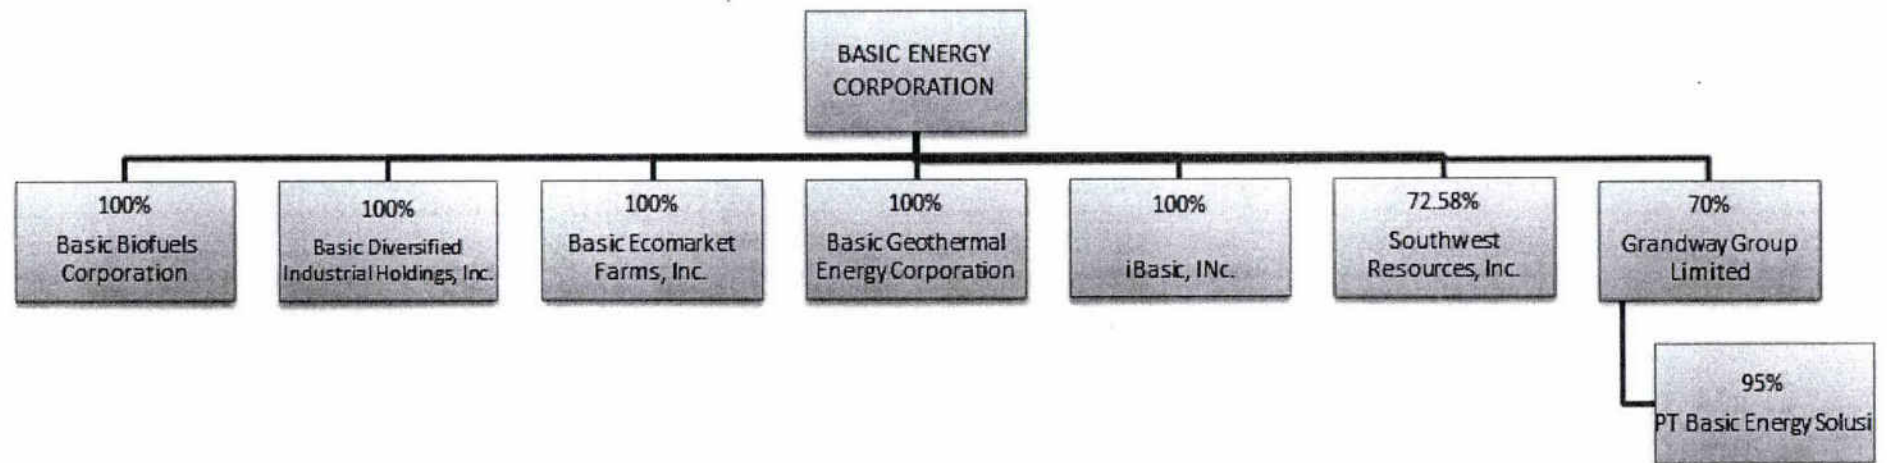 BASIC ENERGY
CORPORATION
100%
Basic Biofuels
Corporation
100%
Basic Diversified
Industrial Holdings, Inc.
100%
Basic Ecomarket
Farms, Inc.
100%
Basic Geothermal
Energy Corporation
100%
iBasic, INc.
72.58%
Southwest
Resources, Inc.
70%
Grandway Group
Limited
95%
PT Basic Energy Solusi